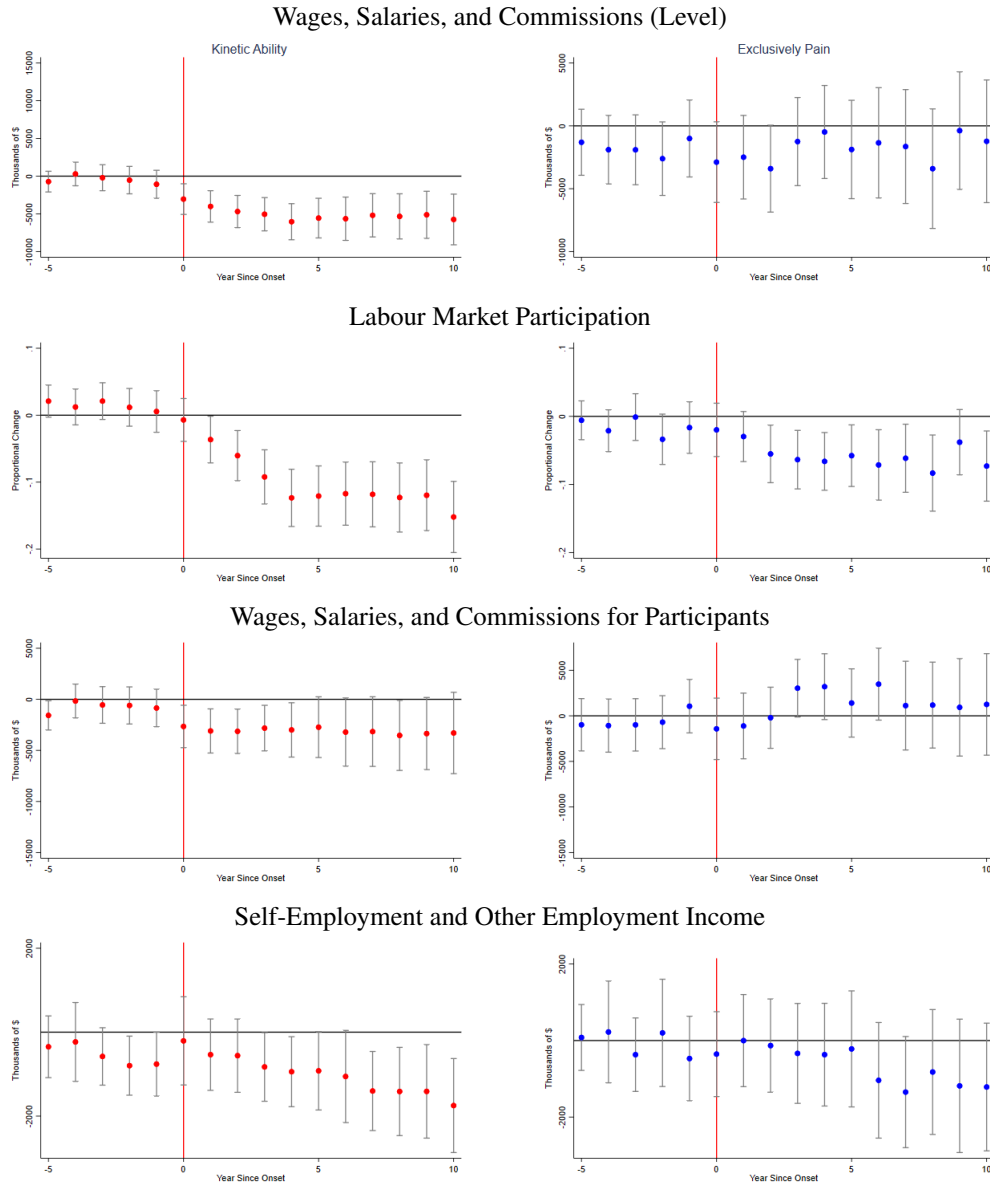 Wages, Salaries, and Commissions (Level)
Kinetic Ability
Exclusively Pain
Thousands of $
15000
10000
5000
0
-5000
-10000
-5
0
5
10
Year Since Onset
Thousands of $
5000
0
-5000
-10000
-5
0
5
10
Year Since Onset
Labour Market Participation
Proportional Change
.1
0
-.1
-.2
-5
0
5
10
Year Since Onset
Proportional Change
.1
0
-.1
-.2
-5
0
5
10
Year Since Onset
Wages, Salaries, and Commissions for Participants
Thousands of $
5000
0
-5000
-10000
-15000
-5
0
5
10
Year Since Onset
Thousands of $
5000
0
-5000
-10000
-15000
-5
0
5
10
Year Since Onset
Self-Employment and Other Employment Income
Thousands of $
2000
-2000
-5
0
5
10
Year Since Onset
Thousands of $
2000
-2000
-5
0
5
10
Year Since Onset